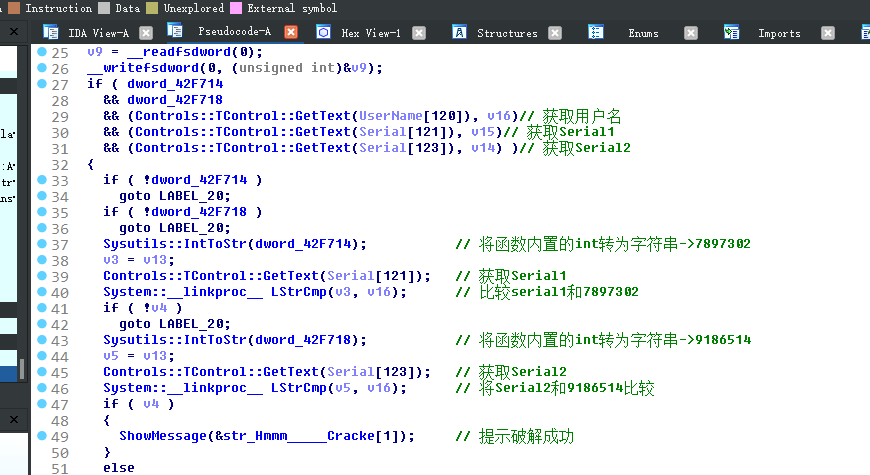 Instruction Data Unexplored External symbol
IDA View-A Pseudocode-A Hex View-1 Structures Enums Imports
25 v9 = __readfsdword(0);
26 __writefsdword(0, (unsigned int)&v9);
27 if ( dword_42F714
28 && dword_42F718
29 && (Controls::TControl::GetText(UserName[120]), v16)// 获取用户名
30 && (Controls::TControl::GetText(Serial[121]), v15)// 获取Serial1
31 && (Controls::TControl::GetText(Serial[123]), v14) )// 获取Serial2
32 {
33 if ( !dword_42F714 )
34 goto LABEL_20;
35 if ( !dword_42F718 )
36 goto LABEL_20;
37 Sysutils::IntToStr(dword_42F714); // 将函数内置的int转为字符串->7897302
38 v3 = v13;
39 Controls::TControl::GetText(Serial[121]); // 获取Serial1
40 System::__linkproc__ LStrCmp(v3, v16); // 比较serial1和7897302
41 if ( !v4 )
42 goto LABEL_20;
43 Sysutils::IntToStr(dword_42F718); // 将函数内置的int转为字符串->9186514
44 v5 = v13;
45 Controls::TControl::GetText(Serial[123]); // 获取Serial2
46 System::__linkproc__ LStrCmp(v5, v16); // 将Serial2和9186514比较
47 if ( v4 )
48 {
49 ShowMessage(&str_Hmmm_____Cracke[1]); // 提示破解成功
50 }
51 else